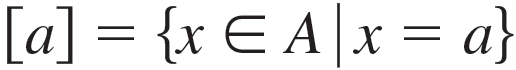 [a] = {x ∈ A | x = a}